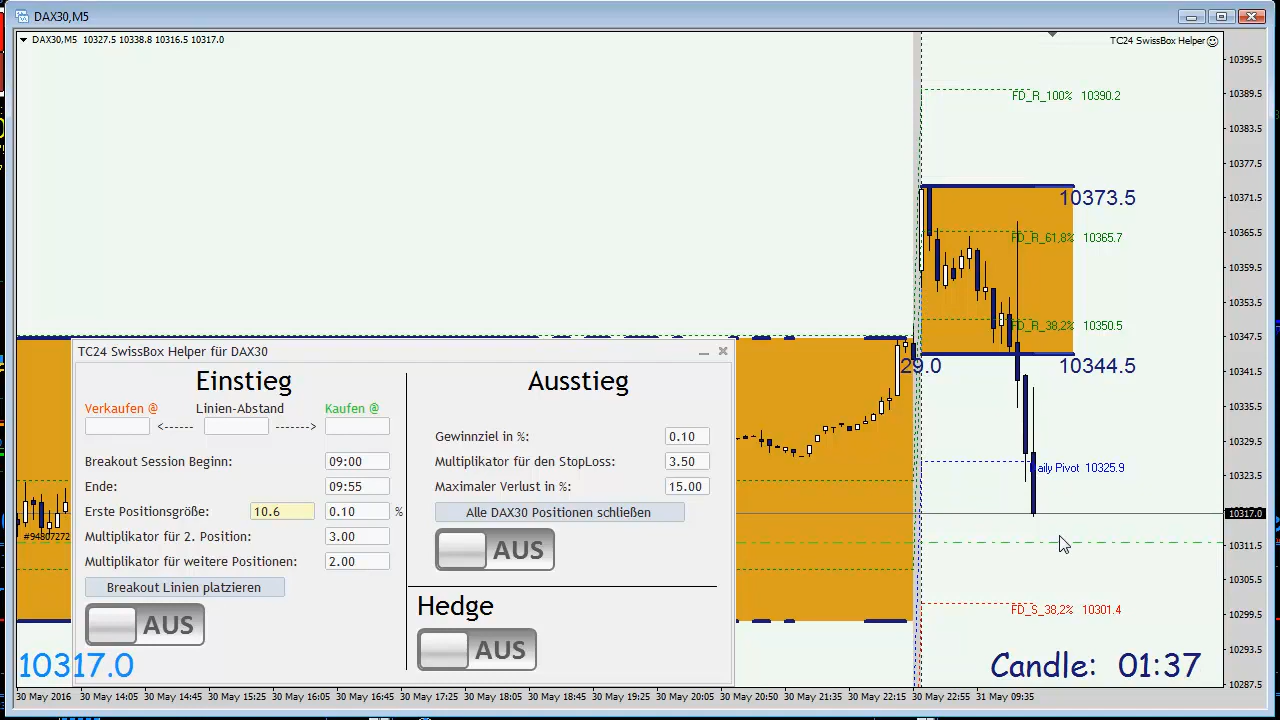 DAX30,M5
DAX30,M5 10327.5 10338.8 10316.5 10317.0
TC24 SwissBox Helper
10395.5
FD_R_100% 10390.2
10389.5
10383.5
10377.5
10373.5
10371.5
FD_R_61,8% 10365.7
10365.5
10359.5
10353.5
FD_R_38,2% 10350.5
10347.5
29.0
10344.5
10341.5
10335.5
10329.5
aily Pivot 10325.9
10323.5
10317.0
10311.5
10305.5
FD_S_38,2% 10301.4
10299.5
10293.5
10287.5
#94807272
TC24 SwissBox Helper für DAX30
Einstieg
Verkaufen @ Linien-Abstand Kaufen @
<------ ------>
Breakout Session Beginn: 09:00
Ende: 09:55
Erste Positionsgröße: 10.6 0.10 %
Multiplikator für 2. Position: 3.00
Multiplikator für weitere Positionen: 2.00
Breakout Linien platzieren
AUS
Ausstieg
Gewinnziel in %: 0.10
Multiplikator für den StopLoss: 3.50
Maximaler Verlust in %: 15.00
Alle DAX30 Positionen schließen
AUS
Hedge
AUS
10317.0
Candle: 01:37
30 May 2016 30 May 14:05 30 May 14:45 30 May 15:25 30 May 16:05 30 May 16:45 30 May 17:25 30 May 18:05 30 May 18:45 30 May 19:25 30 May 20:05 30 May 20:50 30 May 21:35 30 May 22:15 30 May 22:55 31 May 09:35